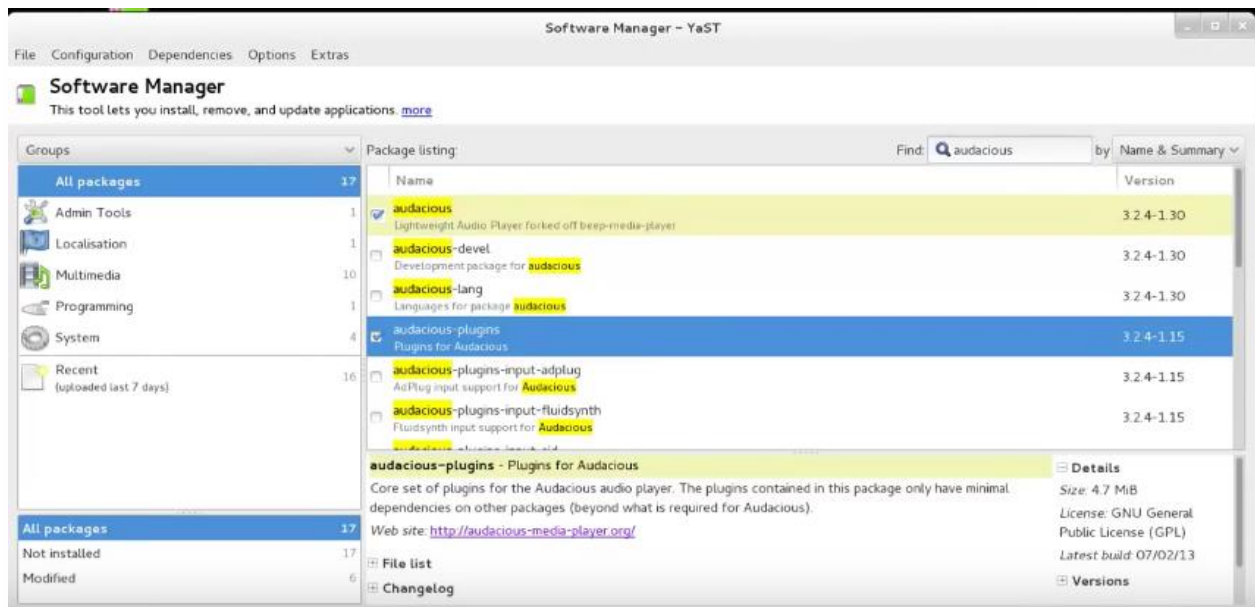 Software Manager - YaST
File Configuration Dependencies Options Extras
Software Manager
This tool lets you install, remove, and update applications. more
Groups
All packages 17
Admin Tools 1
Localisation 1
Multimedia 10
Programming 1
System 4
Recent 16
(uploaded last 7 days)
All packages 17
Not installed 17
Modified 6
Package listing: Find: audacious by Name & Summary
Name Version
audacious 3.2.4-1.30
Lightweight Audio Player forked off beep-media-player
audacious-devel 3.2.4-1.30
Development package for audacious
audacious-lang 3.2.4-1.30
Languages for package audacious
audacious-plugins 3.2.4-1.15
Plugins for Audacious
audacious-plugins-input-adplug 3.2.4-1.15
AdPlug input support for Audacious
audacious-plugins-input-fluidsynth 3.2.4-1.15
Fluidsynth input support for Audacious
audacious-plugins - Plugins for Audacious
Core set of plugins for the Audacious audio player. The plugins contained in this package only have minimal
dependencies on other packages (beyond what is required for Audacious).
Web site: http://audacious-media-player.org/
File list
Changelog
Details
Size: 4.7 MiB
License: GNU General
Public License (GPL)
Latest build: 07/02/13
Versions